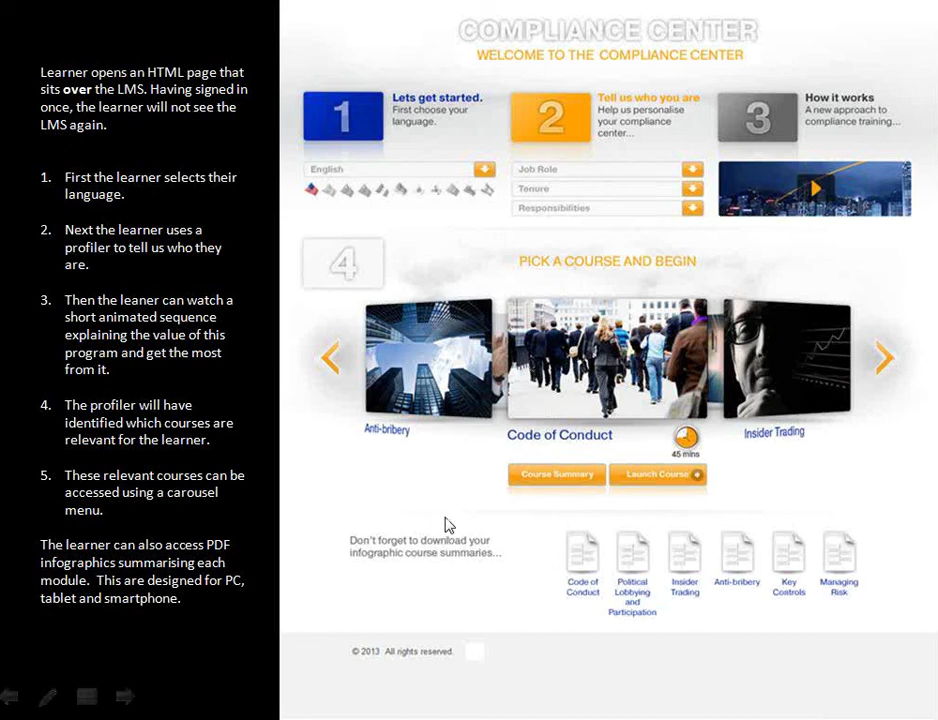 Learner opens an HTML page that
sits over the LMS. Having signed in
once, the learner will not see the
LMS again.
1. First the learner selects their
language.
2. Next the learner uses a
profiler to tell us who they
are.
3. Then the leaner can watch a
short animated sequence
explaining the value of this
program and get the most
from it.
4. The profiler will have
identified which courses are
relevant for the learner.
5. These relevant courses can be
accessed using a carousel
menu.
The learner can also access PDF
infographics summarising each
module. This are designed for PC,
tablet and smartphone.
COMPLIANCE CENTER
WELCOME TO THE COMPLIANCE CENTER
1
Lets get started.
First choose your
language.
English
2
Tell us who you are
Help us personalise
your compliance
center...
Job Role
Tenure
Responsibilities
3
How it works
A new approach to
compliance training...
4
PICK A COURSE AND BEGIN
Anti-bribery
Code of Conduct
45 mins
Insider Trading
Course Summary
Launch Course
Don't forget to download your
infographic course summaries...
Code of
Conduct
Political
Lobbying
and
Participation
Insider
Trading
Anti-bribery
Key
Controls
Managing
Risk
© 2013 All rights reserved.